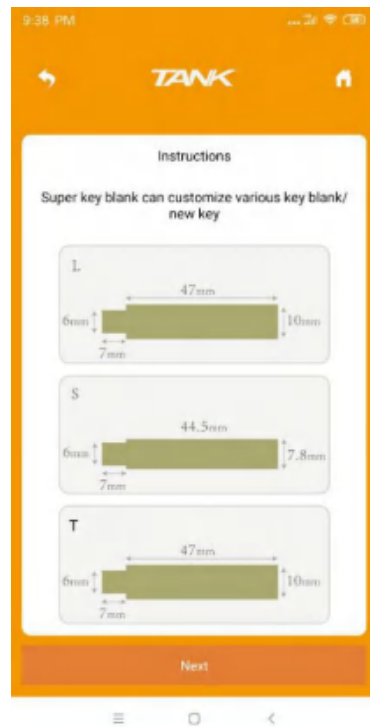 9:38 PM
TANK
Instructions
Super key blank can customize various key blank/
new key
L
47mm
6mm
10mm
7mm
S
44.5mm
6mm
7.8mm
7mm
T
47mm
6mm
10mm
7mm
Next